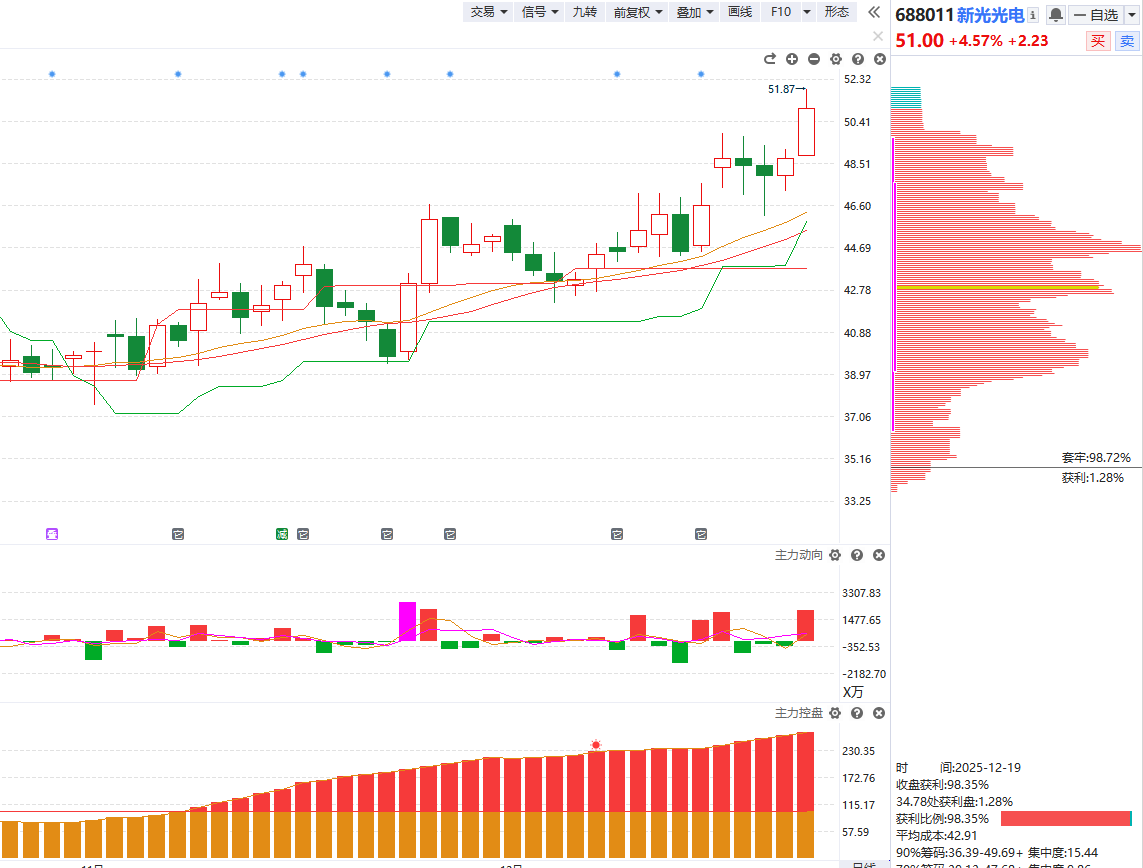 交易 信号 九转 前复权 叠加 画线 F10 形态
688011 新光光电 自选
51.00 +4.57% +2.23 买 卖
52.32
51.87
50.41
48.51
46.60
44.69
42.78
40.88
38.97
37.06
35.16
33.25
套牢:98.72%
获利:1.28%
减
主力动向
3307.83
1477.65
-352.53
-2182.70
X万
主力控盘
230.35
172.76
115.17
57.59
时 间:2025-12-19
收盘获利:98.35%
34.78处获利盘:1.28%
获利比例:98.35%
平均成本:42.91
90%筹码:36.39-49.69+ 集中度:15.44